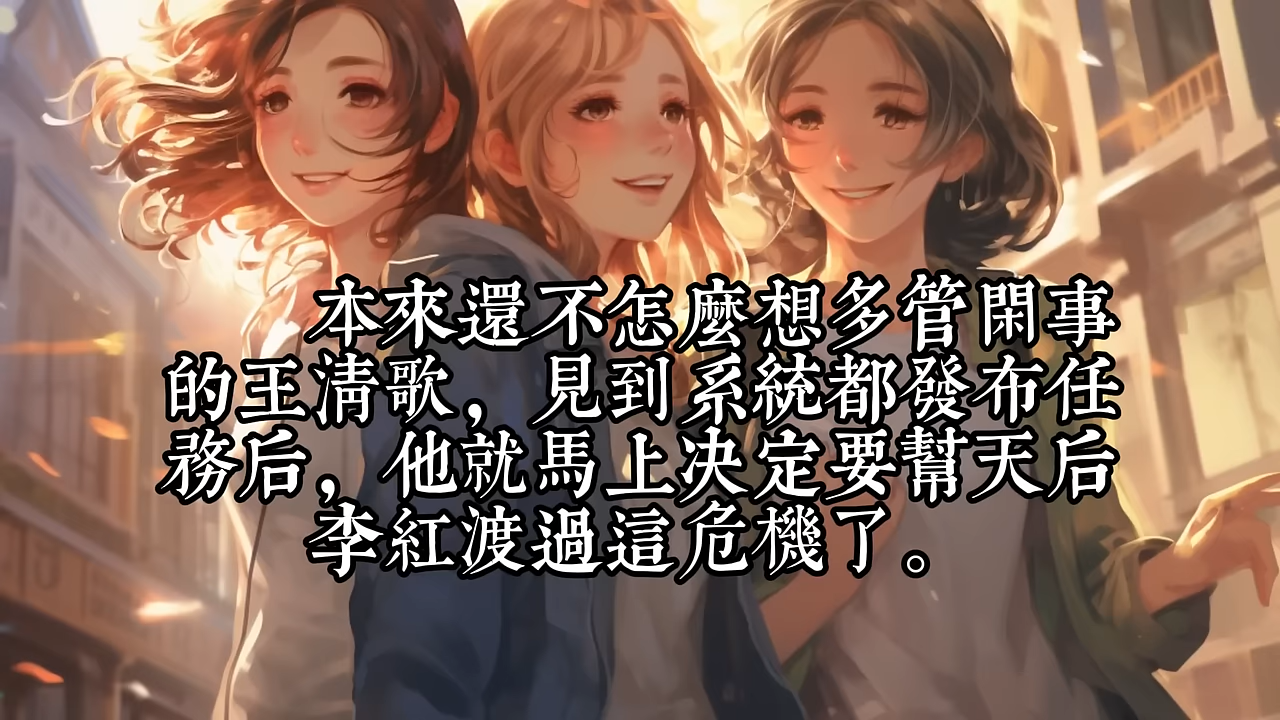 本來還不怎麼想多管閑事
的王清歌，見到系統都發布任
務后，他就馬上決定要幫天后
李紅渡過這危機了。